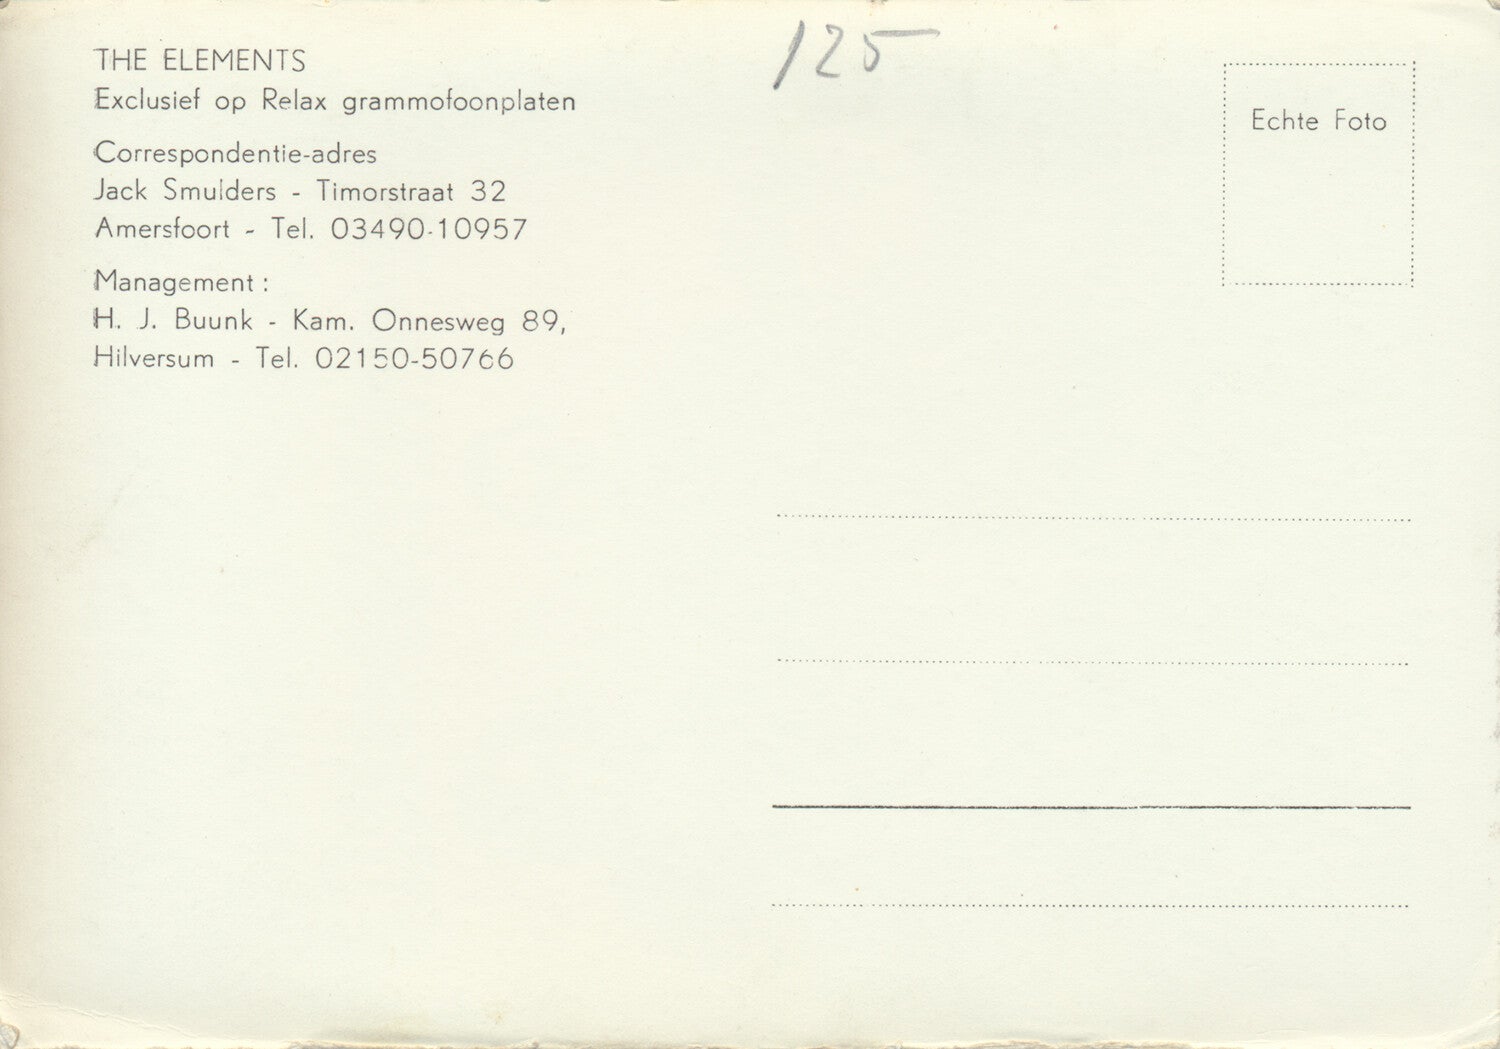 THE ELEMENTS
Exclusief op Relax grammofoonplaten
Correspondentie-adres
Jack Smulders - Timorstraat 32
Amersfoort - Tel. 03490-10957
Management :
H. J. Buunk - Kam. Onnesweg 89,
Hilversum - Tel. 02150-50766
125
Echte Foto